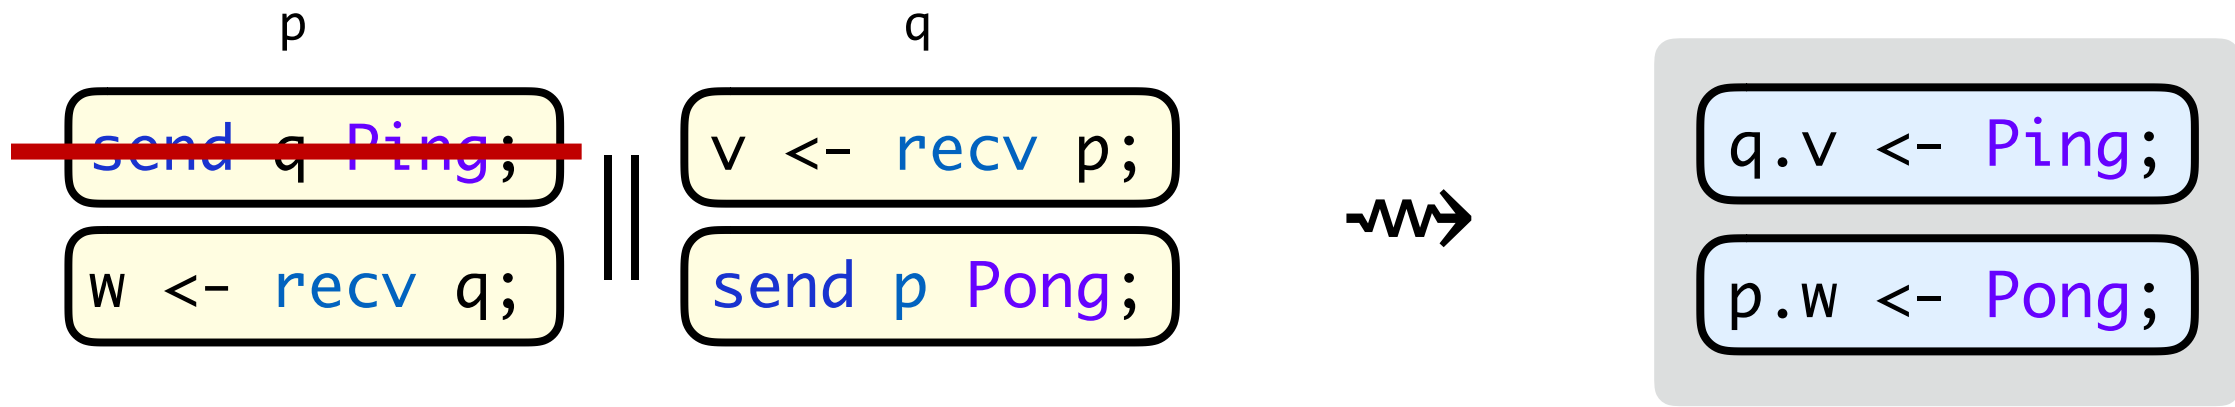 p
q
send q Ping;
v <- recv p;
q.v <- Ping;
w <- recv q;
send p Pong;
p.w <- Pong;